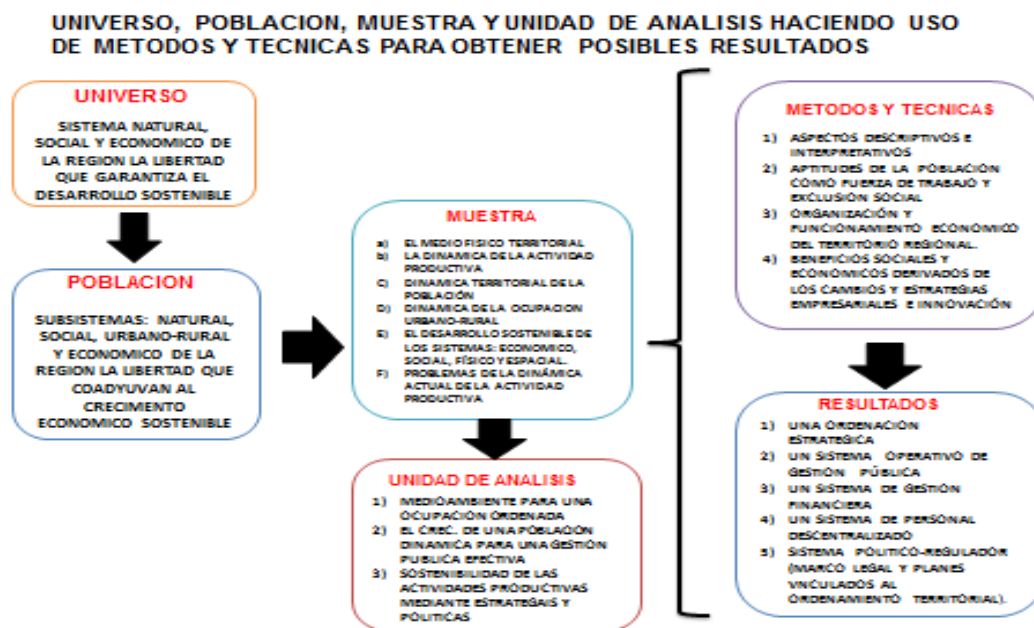 UNIVERSO, POBLACION, MUESTRA Y UNIDAD DE ANALISIS HACIENDO USO
DE METODOS Y TECNICAS PARA OBTENER POSIBLES RESULTADOS
UNIVERSO
SISTEMA NATURAL,
SOCIAL Y ECONOMICO DE
LA REGION LA LIBERTAD
QUE GARANTIZA EL
DESARROLLO SOSTENIBLE
POBLACION
SUBSISTEMAS: NATURAL,
SOCIAL, URBANO-RURAL
Y ECONOMICO DE LA
REGION LA LIBERTAD QUE
COADYUVAN AL
CRECIMENTO
ECONOMICO SOSTENIBLE
MUESTRA
a) EL MEDIO FISICO TERRITORIAL
b) LA DINAMICA DE LA ACTIVIDAD
PRODUCTIVA
C) DINAMICA TERRITORIAL DE LA
POBLACIÓN
D) DINAMICA DE LA OCUPACION
URBANO-RURAL
E) EL DESARROLLO SOSTENIBLE DE
LOS SISTEMAS: ECONOMICO,
SOCIAL, FÍSICO Y ESPACIAL.
F) PROBLEMAS DE LA DINÁMICA
ACTUAL DE LA ACTIVIDAD
PRODUCTIVA
UNIDAD DE ANALISIS
1) MEDIOAMBIENTE PARA UNA
OCUPACIÓN ORDENADA
2) EL CREC. DE UNA POBLACIÓN
DINAMICA PARA UNA GESTIÓN
PUBLICA EFECTIVA
3) SOSTENIBILIDAD DE LAS
ACTIVIDADES PRODUCTIVAS
MEDIANTE ESTRATEGAIS Y
POLITICAS
METODOS Y TECNICAS
1) ASPECTOS DESCRIPTIVOS E
INTERPRETATIVOS
2) APTITUDES DE LA POBLACIÓN
COMO FUERZA DE TRABAJO Y
EXCLUSIÓN SOCIAL
3) ORGANIZACIÓN Y
FUNCIONAMIENTO ECONÓMICO
DEL TERRITORIO REGIONAL.
4) BENEFICIOS SOCIALES Y
ECONÓMICOS DERIVADOS DE
LOS CAMBIOS Y ESTRATEGIAS
EMPRESARIALES E INNOVACIÓN
RESULTADOS
1) UNA ORDENACIÓN
ESTRATEGICA
2) UN SISTEMA OPERATIVO DE
GESTIÓN PÚBLICA
3) UN SISTEMA DE GESTIÓN
FINANCIERA
4) UN SISTEMA DE PERSONAL
DESCENTRALIZADO
5) SISTEMA POLITICO-REGULADOR
(MARCO LEGAL Y PLANES
VNCULADOS AL
ORDENAMIENTO TERRITORIAL).